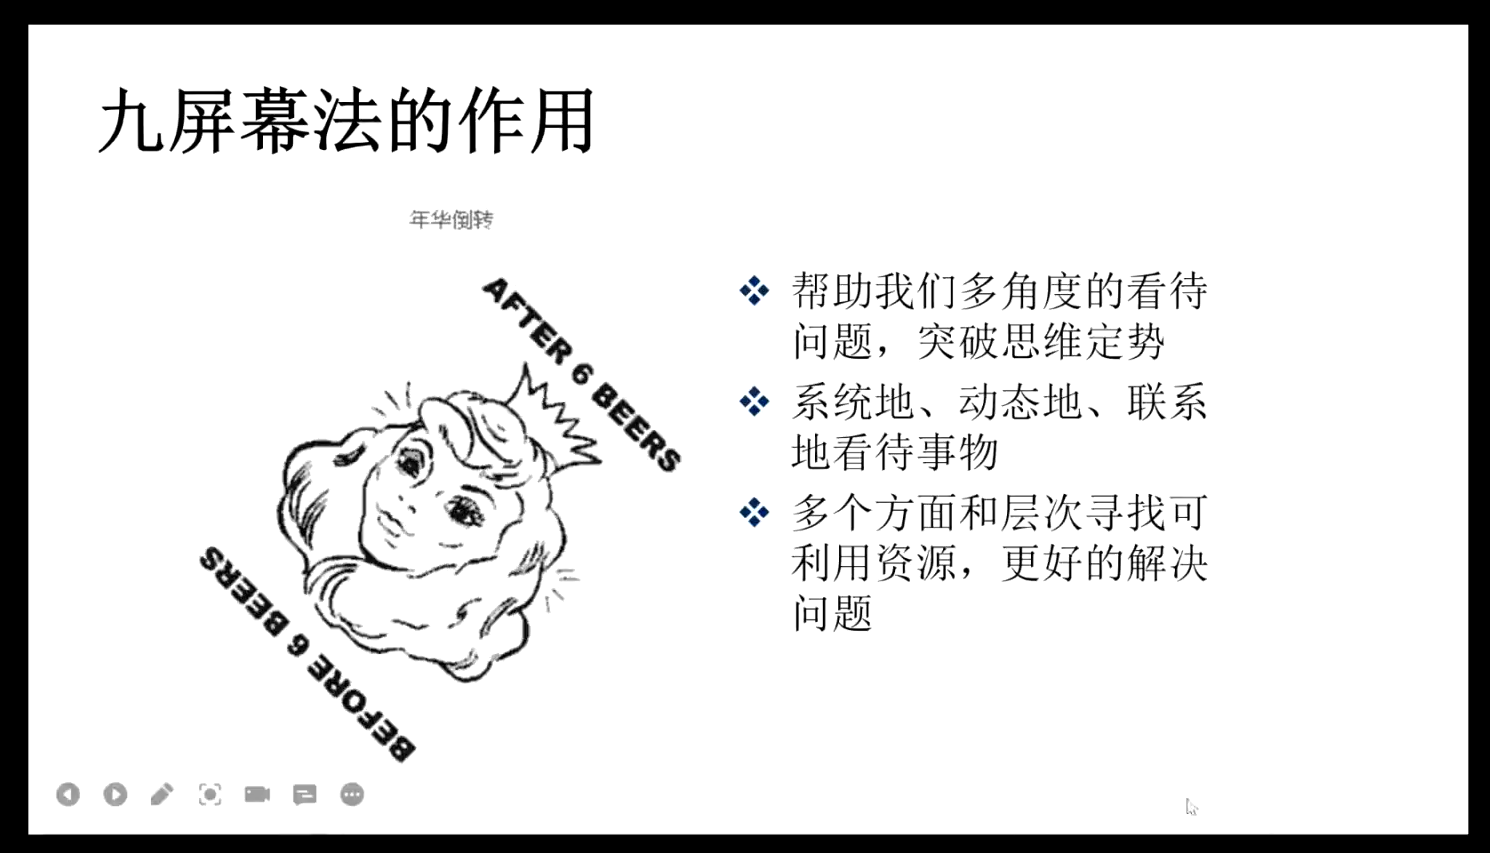 九屏幕法的作用
年华倒转
AFTER 6 BEERS
BEFORE 6 BEERS
帮助我们多角度的看待
问题，突破思维定势
系统地、动态地、联系
地看待事物
多个方面和层次寻找可
利用资源，更好的解决
问题